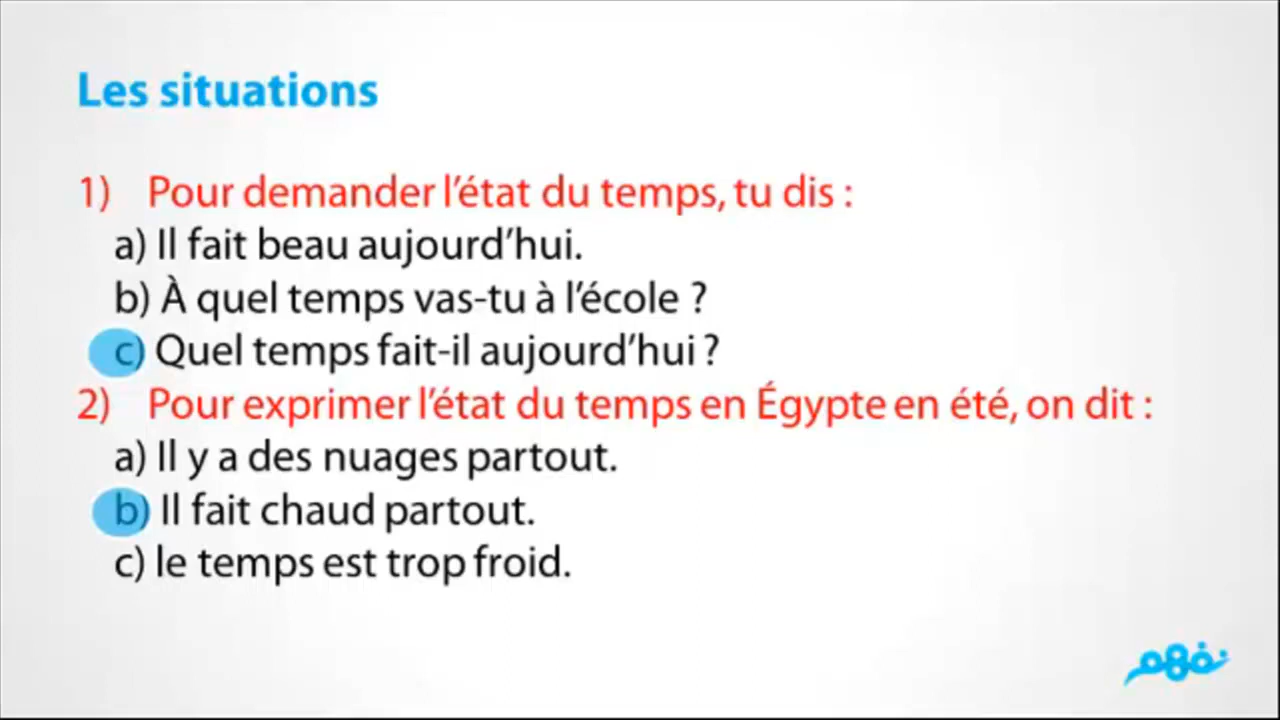 Les situations
1) Pour demander l’état du temps, tu dis :
a) Il fait beau aujourd’hui.
b) À quel temps vas-tu à l’école ?
c) Quel temps fait-il aujourd’hui ?
2) Pour exprimer l’état du temps en Égypte en été, on dit :
a) Il y a des nuages partout.
b) Il fait chaud partout.
c) le temps est trop froid.
نفهم